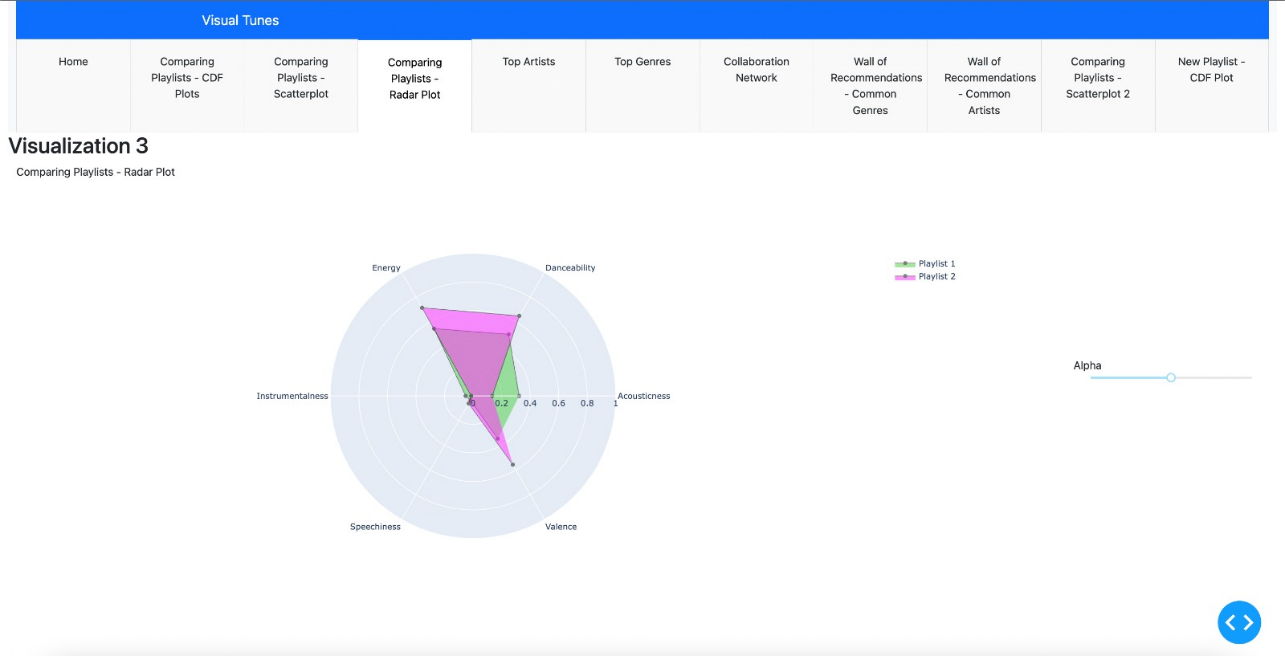 Visual Tunes
Home
Comparing
Playlists - CDF
Plots
Comparing
Playlists -
Scatterplot
Comparing
Playlists -
Radar Plot
Top Artists
Top Genres
Collaboration
Network
Wall of
Recommendations
- Common
Genres
Wall of
Recommendations
- Common
Artists
Comparing
Playlists -
Scatterplot 2
New Playlist -
CDF Plot
Visualization 3
Comparing Playlists - Radar Plot
Energy
Danceability
Instrumentalness
0 0.2 0.4 0.6 0.8 1
Acousticness
Speechiness
Valence
Playlist 1
Playlist 2
Alpha